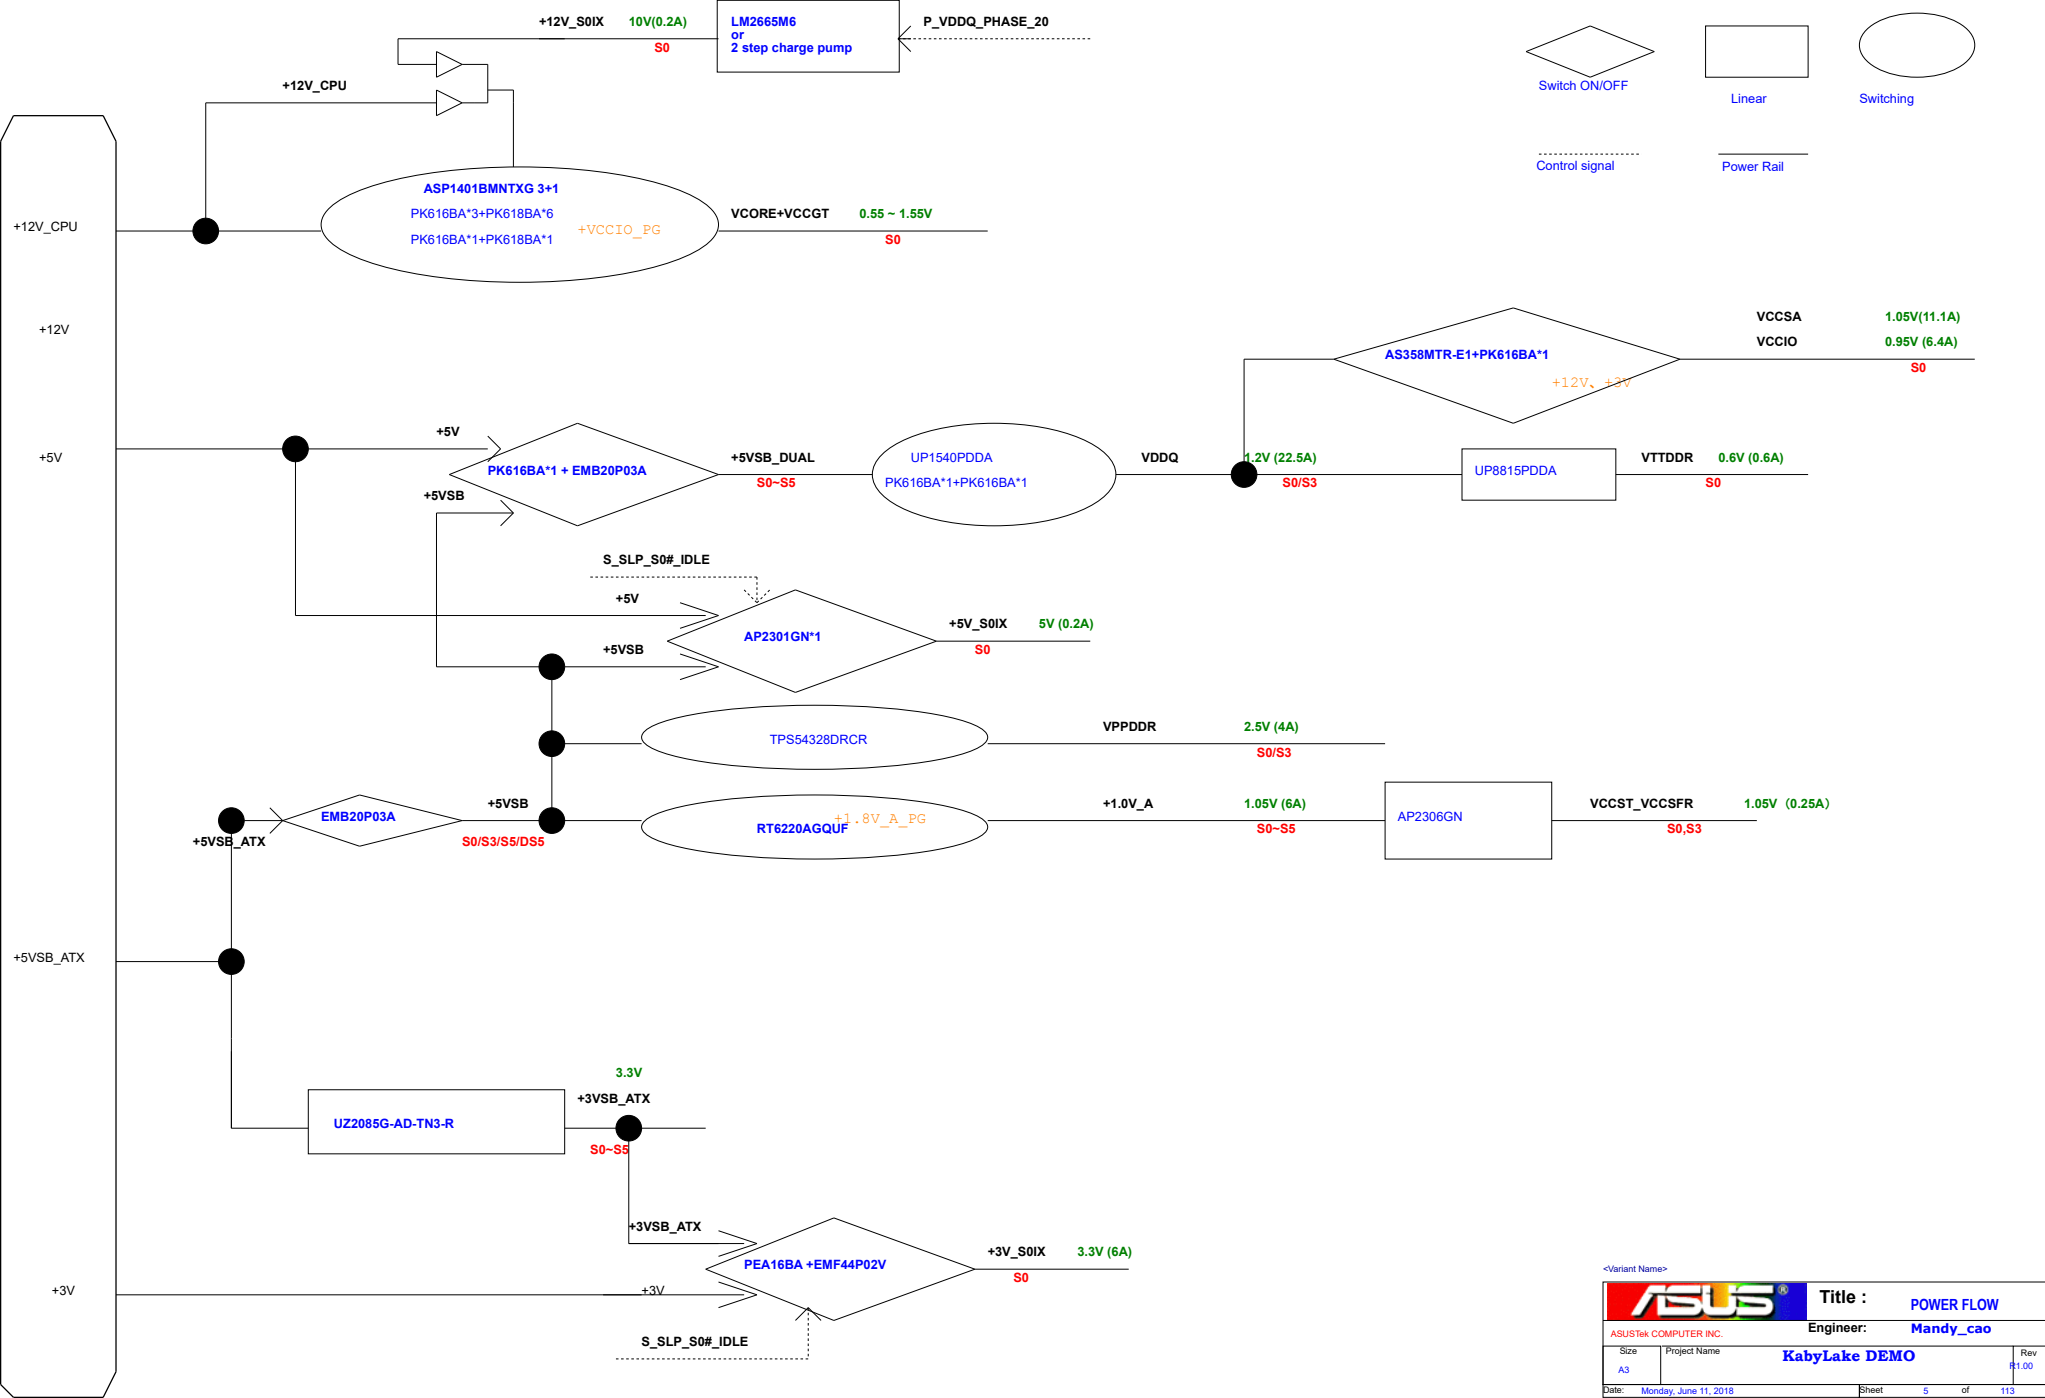 +12V_S0IX 10V(0.2A)
S0
LM2665M6
or
2 step charge pump
P_VDDQ_PHASE_20
Switch ON/OFF
Linear
Switching
Control signal
Power Rail
+12V_CPU
+12V_CPU
ASP1401BMNTXG 3+1
PK616BA*3+PK618BA*6
PK616BA*1+PK618BA*1
+VCCIO_PG
VCORE+VCCGT 0.55 ~ 1.55V
S0
+12V
AS358MTR-E1+PK616BA*1
+12V、+3V
VCCSA 1.05V(11.1A)
VCCIO 0.95V (6.4A)
S0
+5V
+5V
+5VSB
PK616BA*1 + EMB20P03A
+5VSB_DUAL
S0~S5
UP1540PDDA
PK616BA*1+PK616BA*1
VDDQ 1.2V (22.5A)
S0/S3
UP8815PDDA
VTTDDR 0.6V (0.6A)
S0
S_SLP_S0#_IDLE
+5V
+5VSB
AP2301GN*1
+5V_S0IX 5V (0.2A)
S0
TPS54328DRCR
VPPDDR 2.5V (4A)
S0/S3
+5VSB_ATX
EMB20P03A
+5VSB
S0/S3/S5/DS5
RT6220AGQUF
+1.8V_A_PG
+1.0V_A 1.05V (6A)
S0~S5
AP2306GN
VCCST_VCCSFR 1.05V（0.25A）
S0,S3
+5VSB_ATX
UZ2085G-AD-TN3-R
3.3V
+3VSB_ATX
S0~S5
+3VSB_ATX
+3V
+3V
PEA16BA +EMF44P02V
+3V_S0IX 3.3V (6A)
S0
S_SLP_S0#_IDLE
<Variant Name>
ASUS®
Title : POWER FLOW
ASUSTek COMPUTER INC.
Engineer: Mandy_cao
Size Project Name Rev
A3 KabyLake DEMO R1.00
Date: Monday, June 11, 2018 Sheet 5 of 113